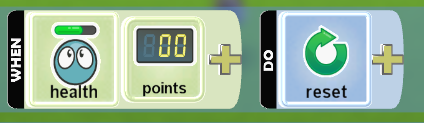 WHEN
health
00
points
DO
reset